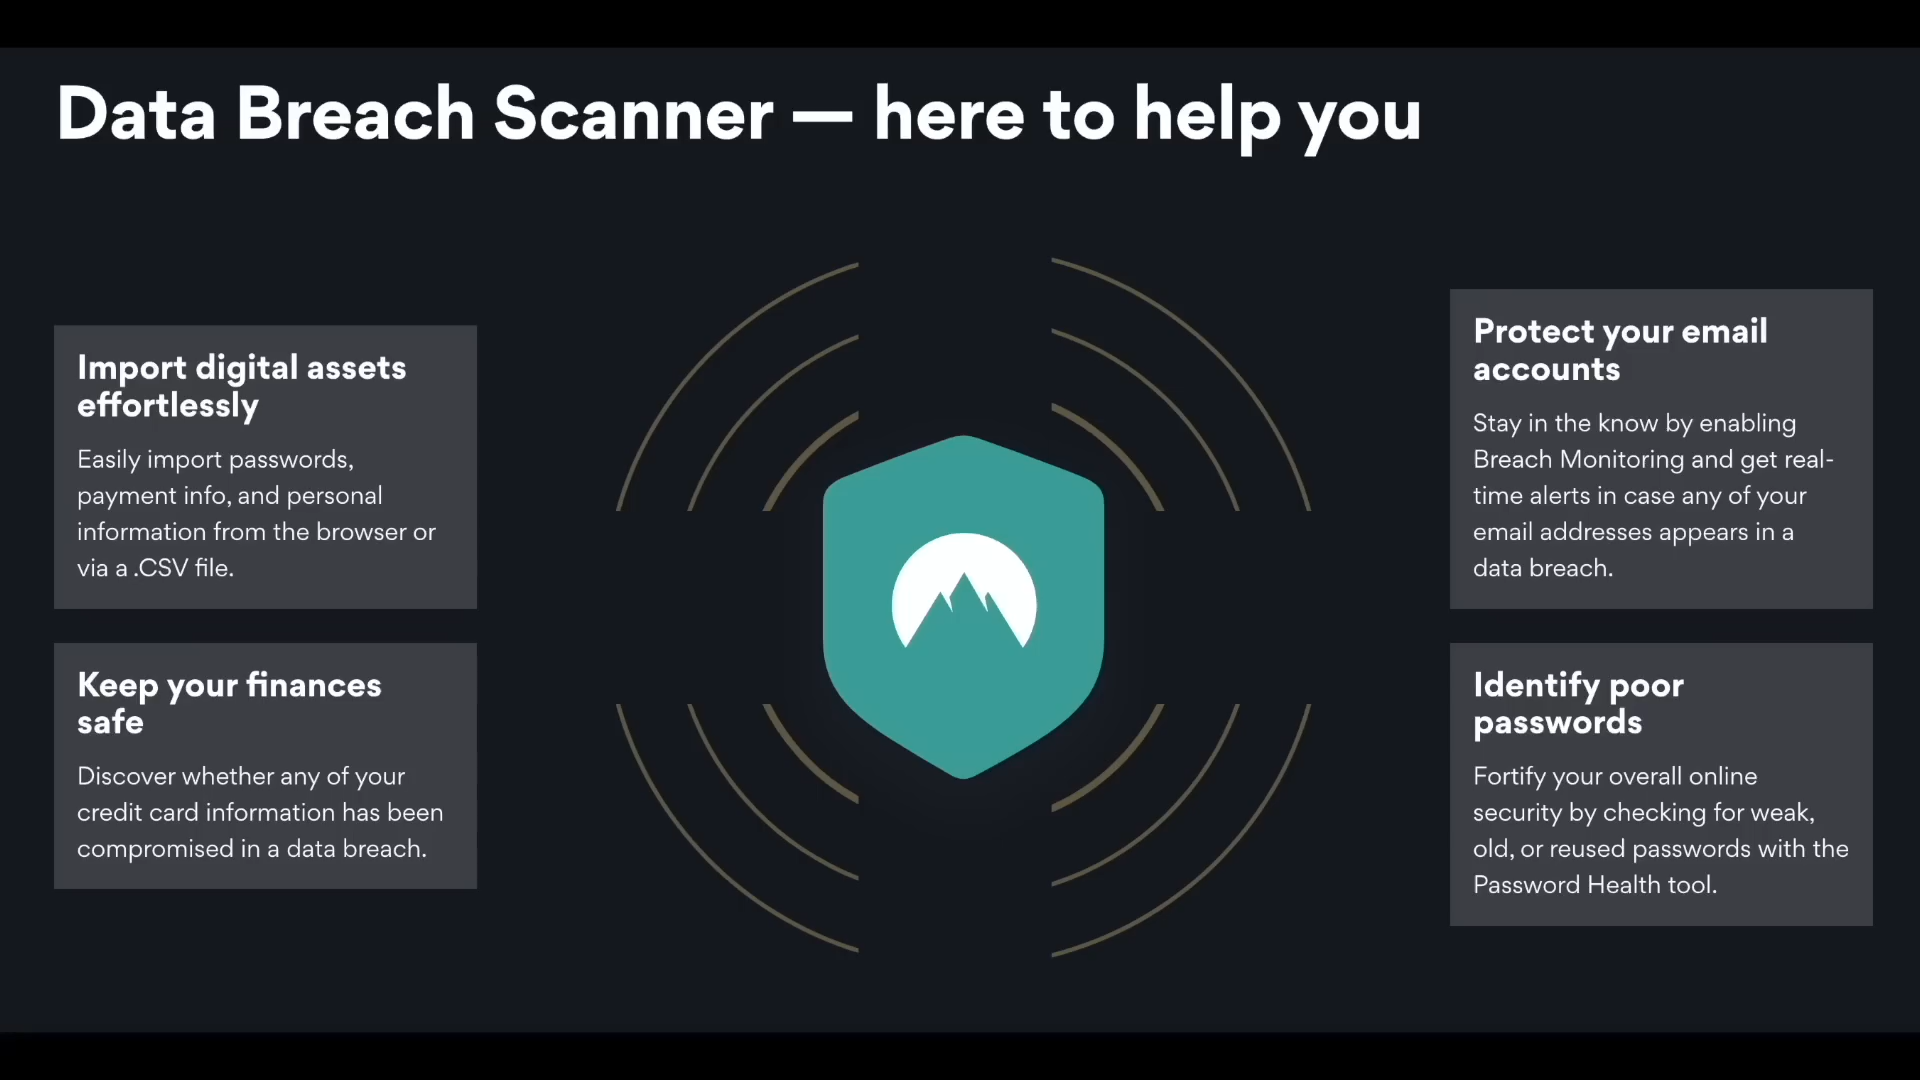 Data Breach Scanner — here to help you
Import digital assets
effortlessly
Easily import passwords,
payment info, and personal
information from the browser or
via a .CSV file.
Keep your finances
safe
Discover whether any of your
credit card information has been
compromised in a data breach.
Protect your email
accounts
Stay in the know by enabling
Breach Monitoring and get real-
time alerts in case any of your
email addresses appears in a
data breach.
Identify poor
passwords
Fortify your overall online
security by checking for weak,
old, or reused passwords with the
Password Health tool.